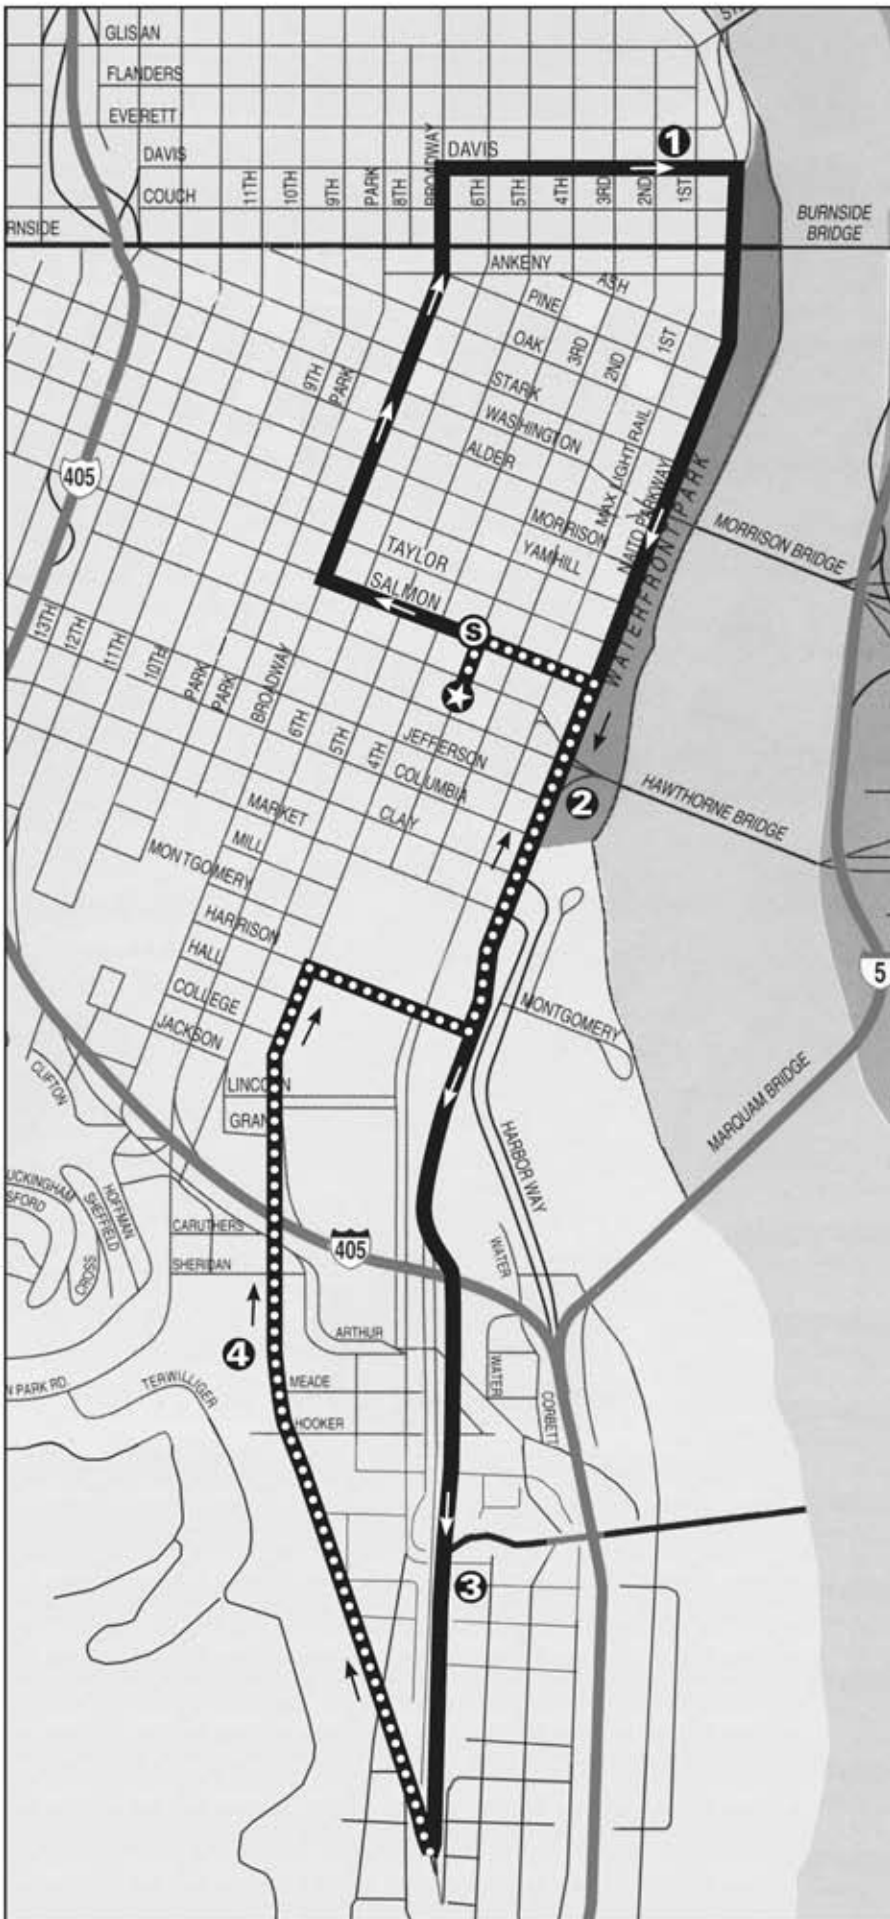 GLISAN
FLANDERS
EVERETT
DAVIS
COUCH
11TH
10TH
9TH
PARK
8TH
BROADWAY
DAVIS
1
6TH
5TH
4TH
3RD
2ND
1ST
RNSIDE
BURNSIDE
BRIDGE
ANKENY
ASH
PINE
OAK
3RD
2ND
1ST
STARK
WASHINGTON
ALDER
9TH
PARK
405
MAX LIGHT RAIL
NAITO PARKWAY
WATERFRONT PARK
MORRISON
YAMHILL
MORRISON BRIDGE
TAYLOR
SALMON
S
13TH
12TH
11TH
10TH
PARK
PARK
BROADWAY
6TH
5TH
4TH
JEFFERSON
COLUMBIA
CLAY
MARKET
MILL
MONTGOMERY
HARRISON
HALL
COLLEGE
JACKSON
2
HAWTHORNE BRIDGE
5
MONTGOMERY
MARQUAM BRIDGE
CLIFTON
LINCOLN
GRAN
HARBOR WAY
UCKINGHAM
SFORD
HOFFMAN
SHEFFIELD
CROSS
CARUTHERS
SHERIDAN
405
WATER
4
ARTHUR
N PARK RD.
TERWILLIGER
MEADE
HOOKER
WATER
CORBETT
3